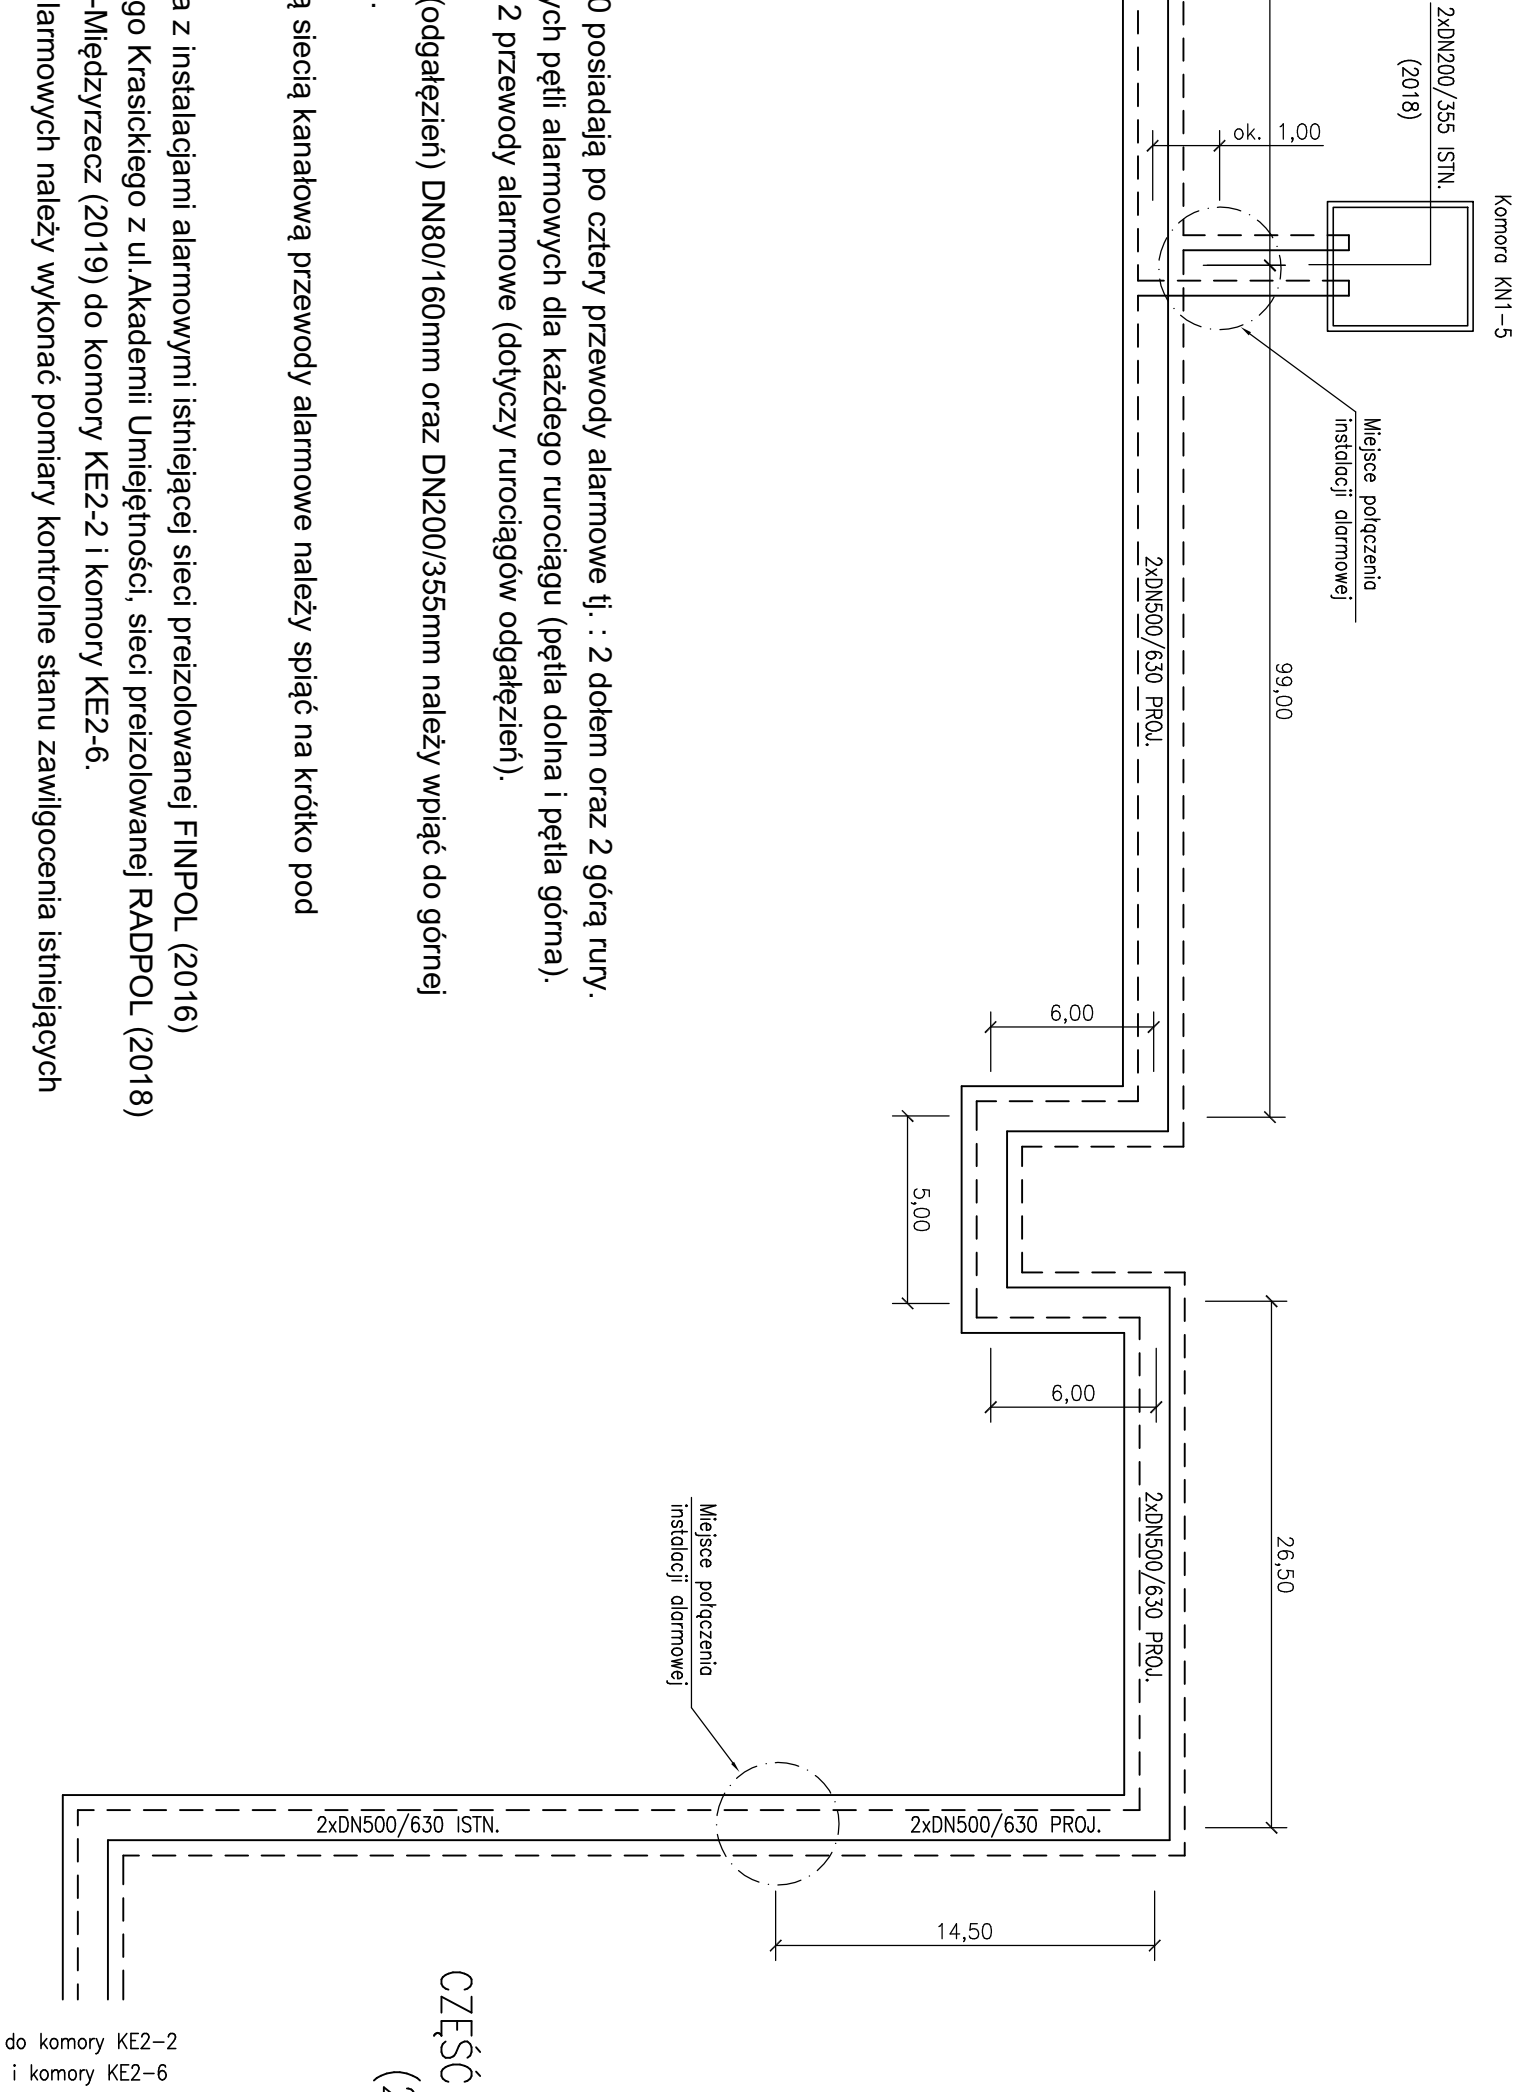 Komora KN1-5
2xDN200/355 ISTN.
(2018)
ok. 1,00
Miejsce połączenia
instalacji alarmowej
99,00
2xDN500/630 PROJ.
6,00
5,00
6,00
26,50
2xDN500/630 PROJ.
Miejsce połączenia
instalacji alarmowej
2xDN500/630 ISTN.
2xDN500/630 PROJ.
14,50
CZĘŚĆ
do komory KE2-2
i komory KE2-6
0 posiadają po cztery przewody alarmowe tj. : 2 dołem oraz 2 górą rury.
ych pętli alarmowych dla każdego rurociągu (pętla dolna i pętla górna).
2 przewody alarmowe (dotyczy rurociągów odgałęzień).
(odgałęzień) DN80/160mm oraz DN200/355mm należy wpiąć do górnej
.
ą siecią kanałową przewody alarmowe należy spiąć na krótko pod
a z instalacjami alarmowymi istniejącej sieci preizolowanej FINPOL (2016)
go Krasickiego z ul.Akademii Umiejętności, sieci preizolowanej RADPOL (2018)
-Międzyrzecz (2019) do komory KE2-2 i komory KE2-6.
larmowych należy wykonać pomiary kontrolne stanu zawilgocenia istniejących